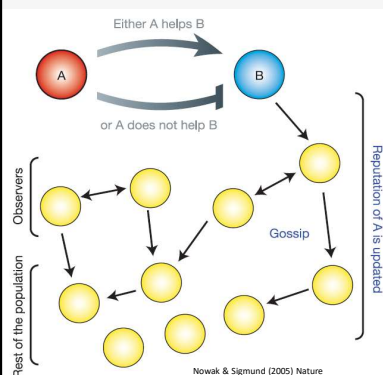 Either A helps B
A
B
or A does not help B
Observers
Gossip
Reputation of A is updated
Rest of the population
Nowak & Sigmund (2005) Nature